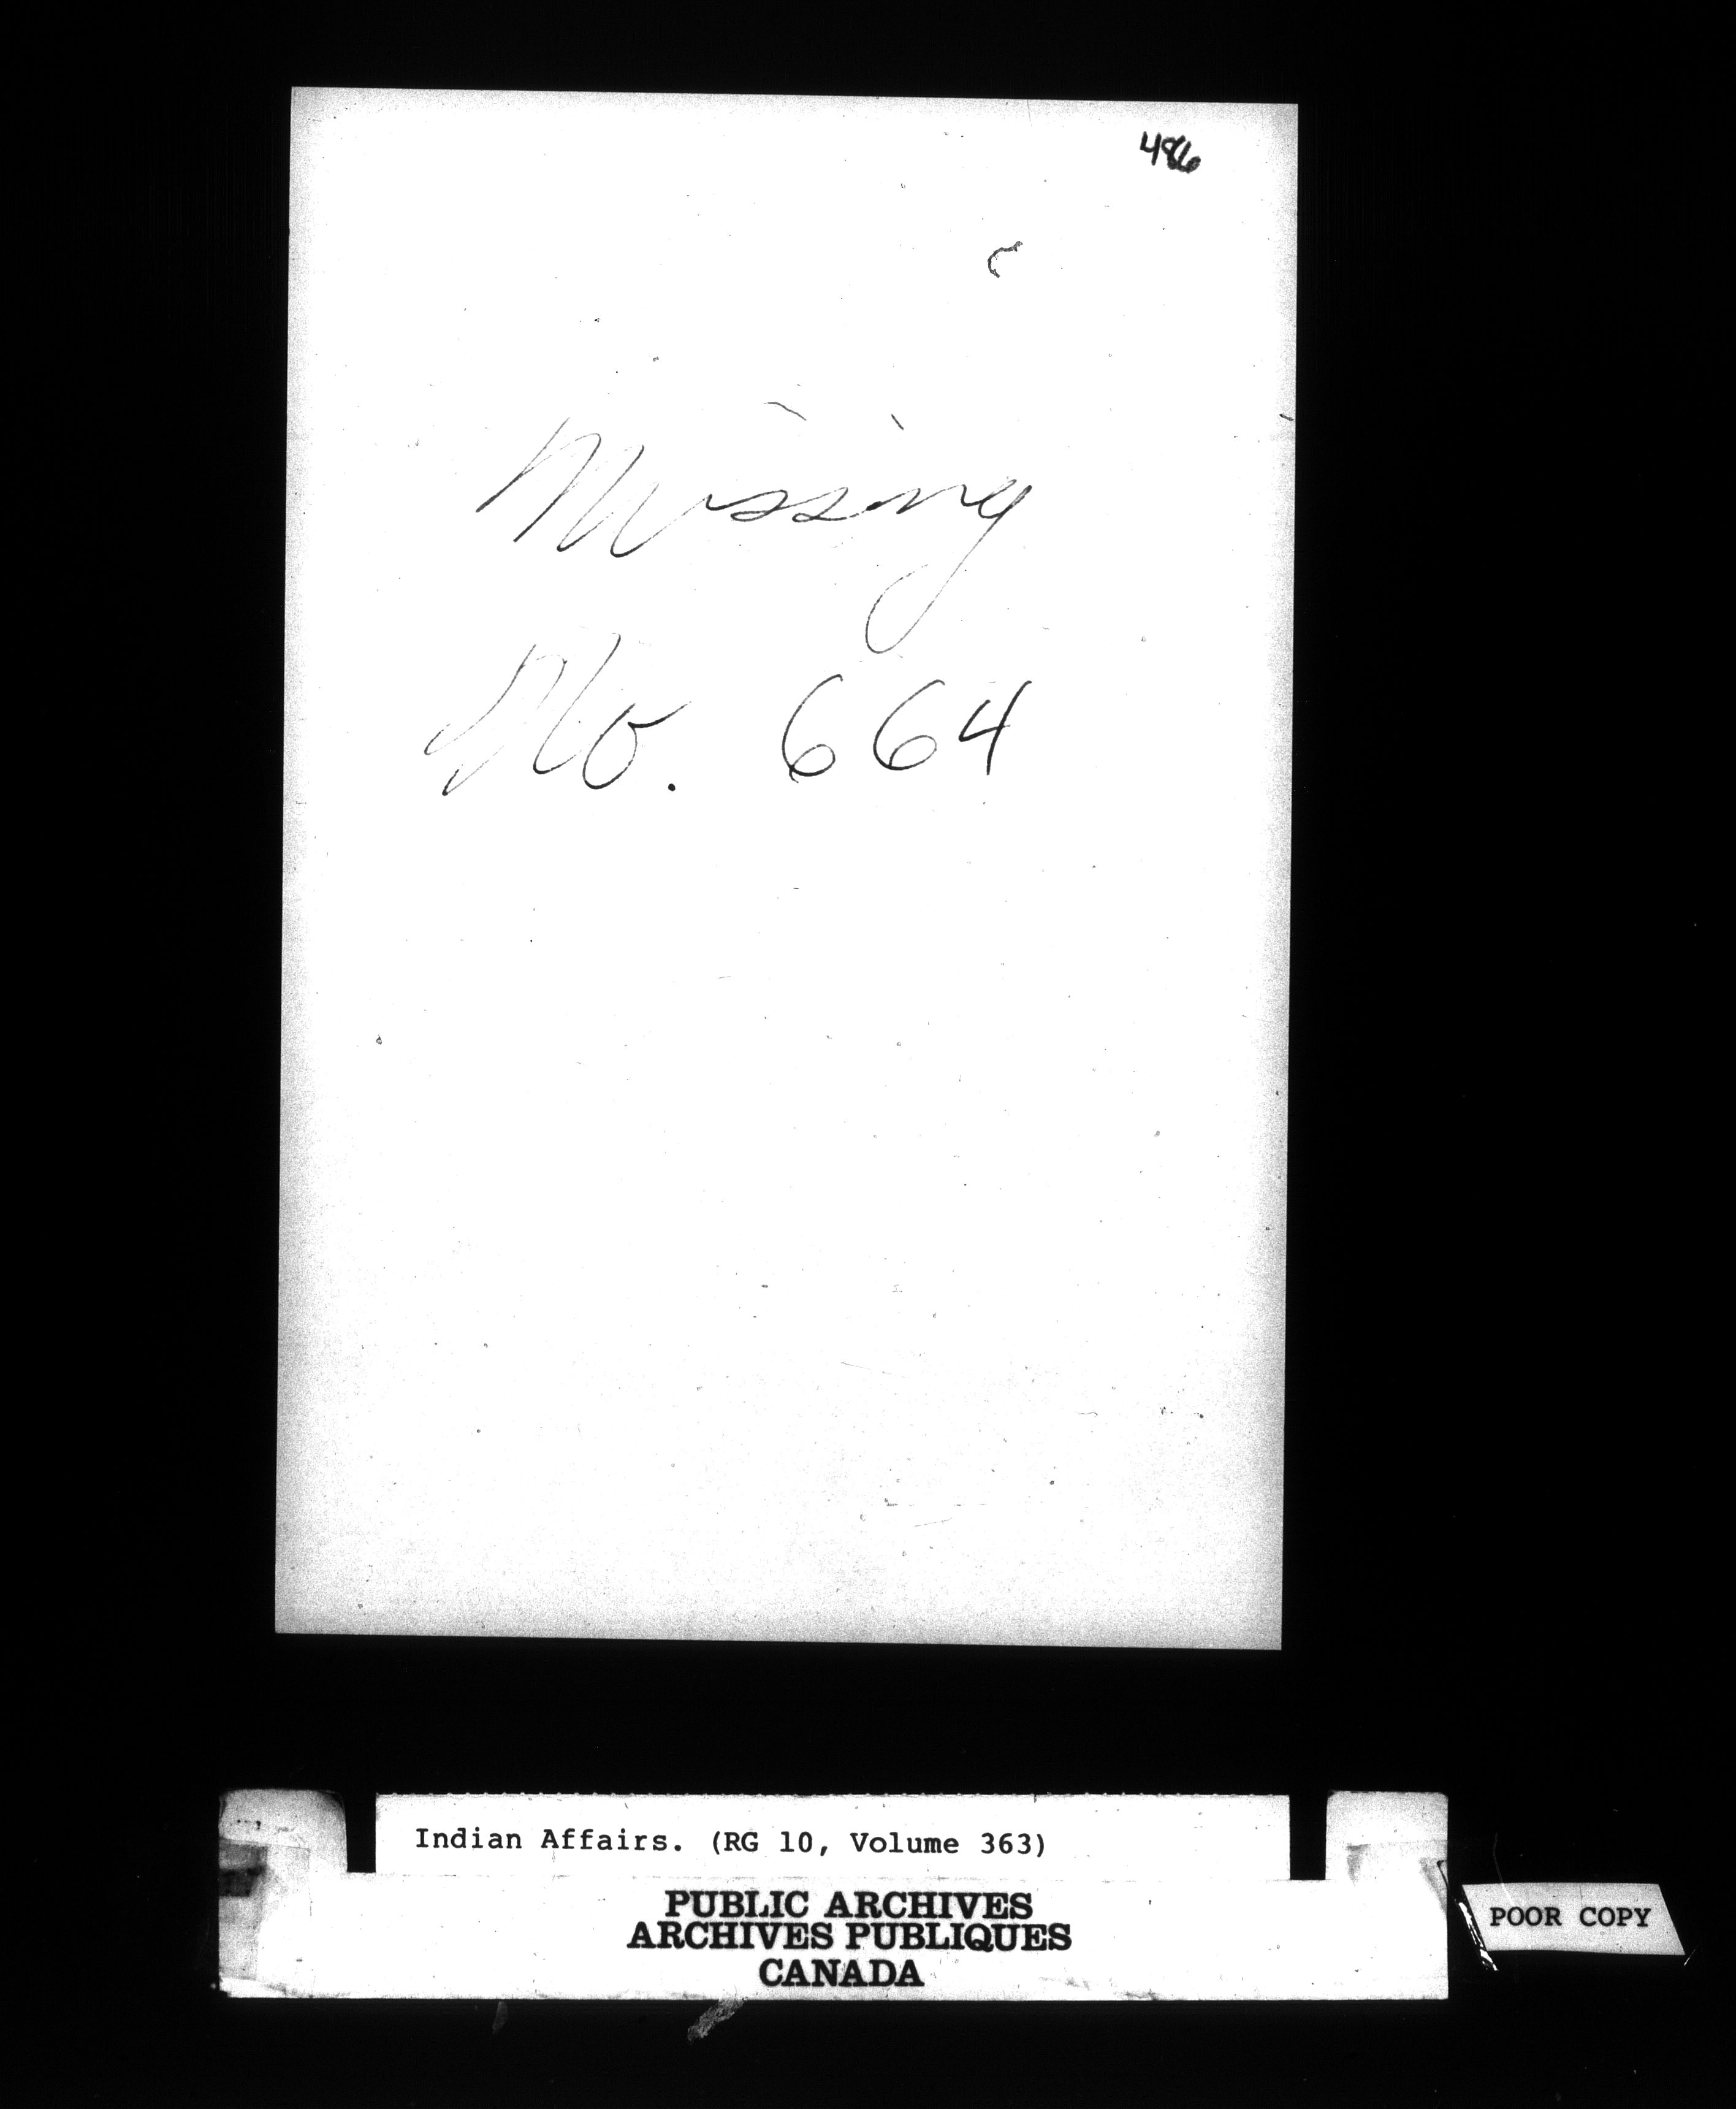 486
Missing
No. 664
Indian Affairs. (RG 10, Volume 363)
PUBLIC ARCHIVES
ARCHIVES PUBLIQUES
CANADA
POOR COPY